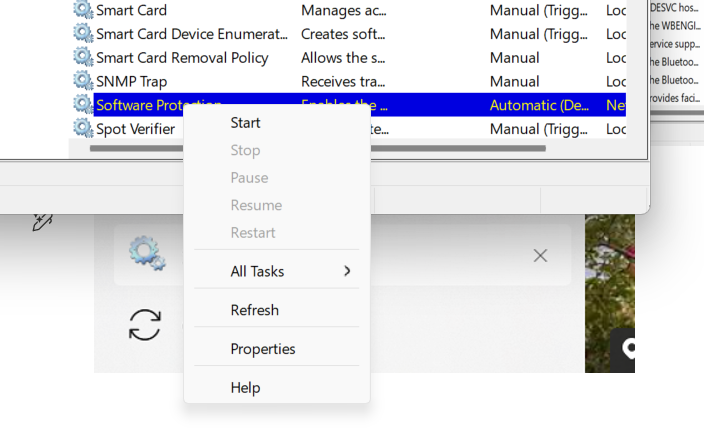 Smart Card Manages ac... Manual (Trigg... Loc
Smart Card Device Enumerat... Creates soft... Manual (Trigg... Loc
Smart Card Removal Policy Allows the s... Manual Loc
SNMP Trap Receives tra... Manual Loc
Software Protection Enables the ... Automatic (De... Ne
Spot Verifier te... Manual (Trigg... Loc
DESVC hos...
he WBENGI...
ervice supp...
he Bluetoo...
he Bluetoo...
rovides faci...
Start
Stop
Pause
Resume
Restart
All Tasks
Refresh
Properties
Help